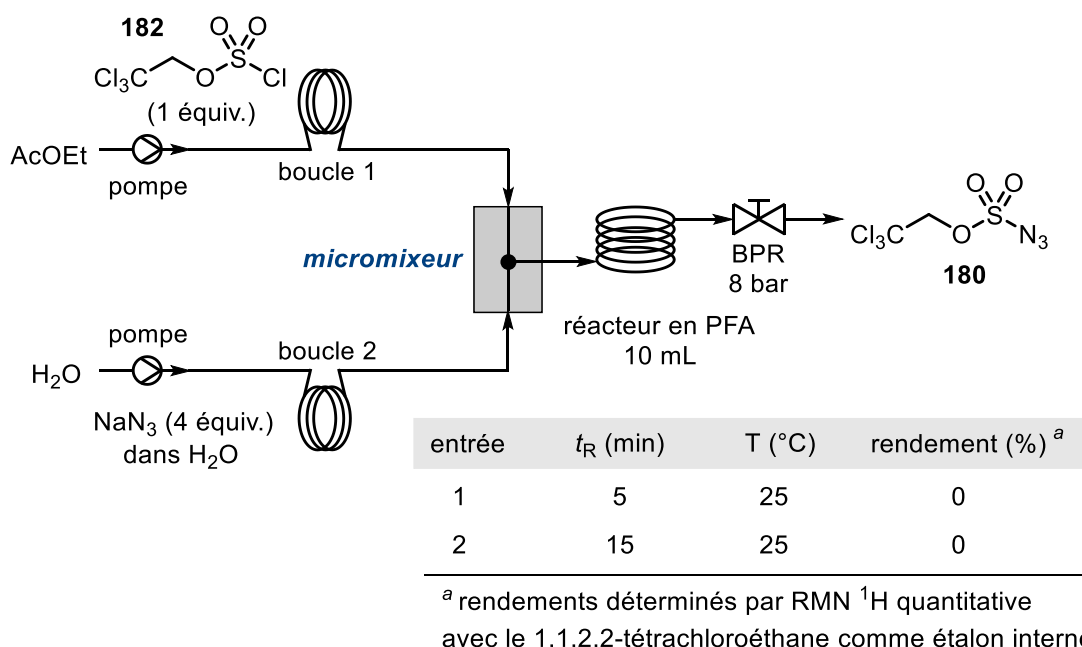 182
O O
S
Cl₃C O Cl
(1 équiv.)
AcOEt
pompe
boucle 1
micromixeur
O O
S
Cl₃C O N₃
180
BPR
8 bar
réacteur en PFA
10 mL
pompe
boucle 2
H₂O
NaN₃ (4 équiv.)
dans H₂O
entrée tR (min) T (°C) rendement (%) ᵃ
1 5 25 0
2 15 25 0
ᵃ rendements déterminés par RMN ¹H quantitative
avec le 1,1,2,2-tétrachloroéthane comme étalon interne